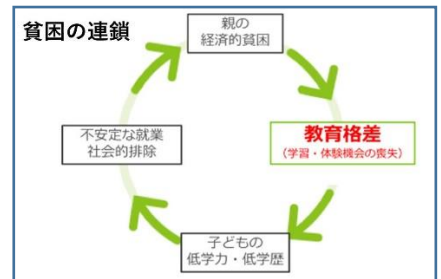 貧困の連鎖
親の
経済的貧困
教育格差
(学習・体験機会の喪失)
子どもの
低学力・低学歴
不安定な就業
社会的排除